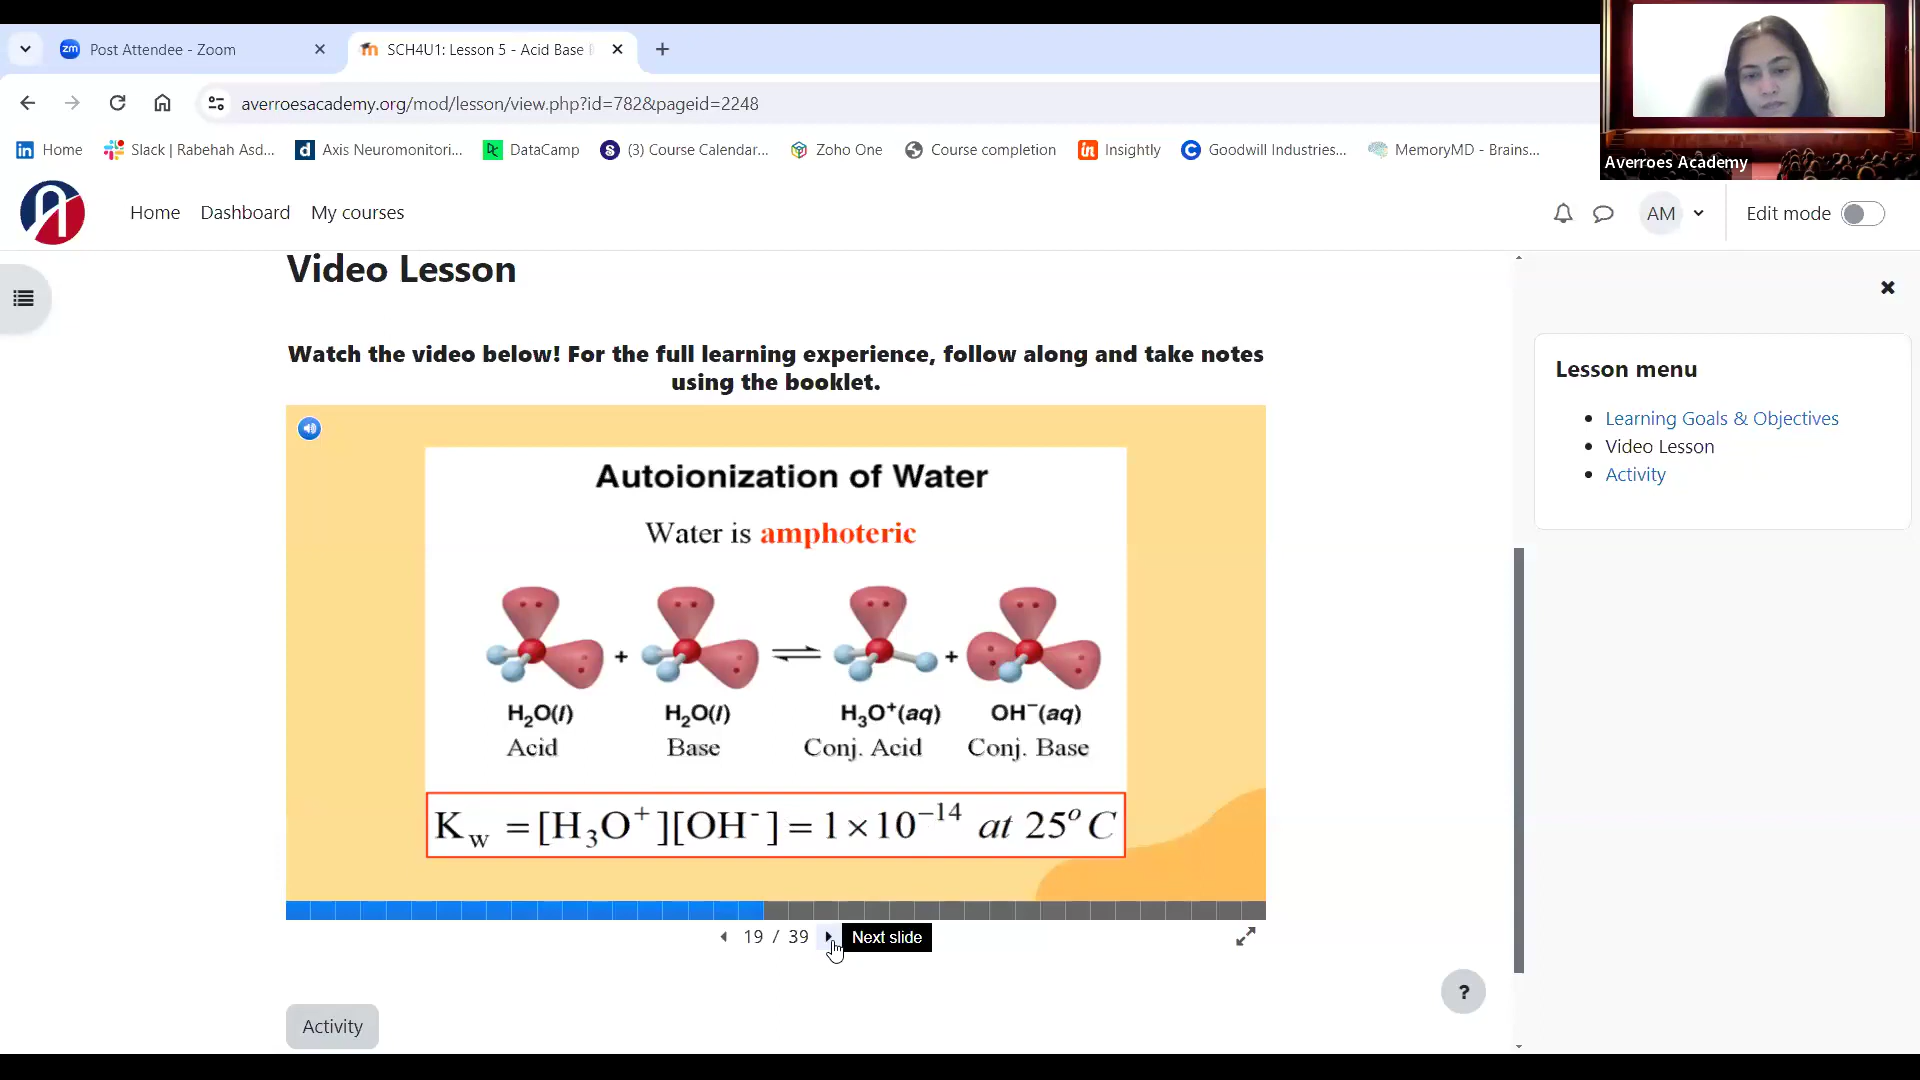 Post Attendee - Zoom
SCH4U1: Lesson 5 - Acid Base
averroesacademy.org/mod/lesson/view.php?id=782&pageid=2248
Home
Slack | Rabehah Asd...
Axis Neuromonitori...
DataCamp
(3) Course Calendar...
Zoho One
Course completion
Insightly
Goodwill Industries...
MemoryMD - Brains...
Averroes Academy
Home
Dashboard
My courses
AM
Edit mode
Video Lesson
Watch the video below! For the full learning experience, follow along and take notes
using the booklet.
Autoionization of Water
Water is amphoteric
+
+
H₂O(l) H₂O(l) H₃O⁺(aq) OH⁻(aq)
Acid Base Conj. Acid Conj. Base
K_w = [H₃O⁺][OH⁻] = 1×10⁻¹⁴ at 25° C
19 / 39
Next slide
Activity
Lesson menu
Learning Goals & Objectives
Video Lesson
Activity
?